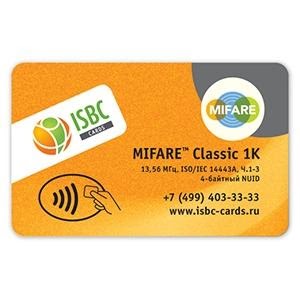 ISBC
CARDS
MIFARE
MIFARE™ Classic 1K
13,56 МГц, ISO/IEC 14443A, Ч.1-3
4-байтный NUID
+7 (499) 403-33-33
www.isbc-cards.ru